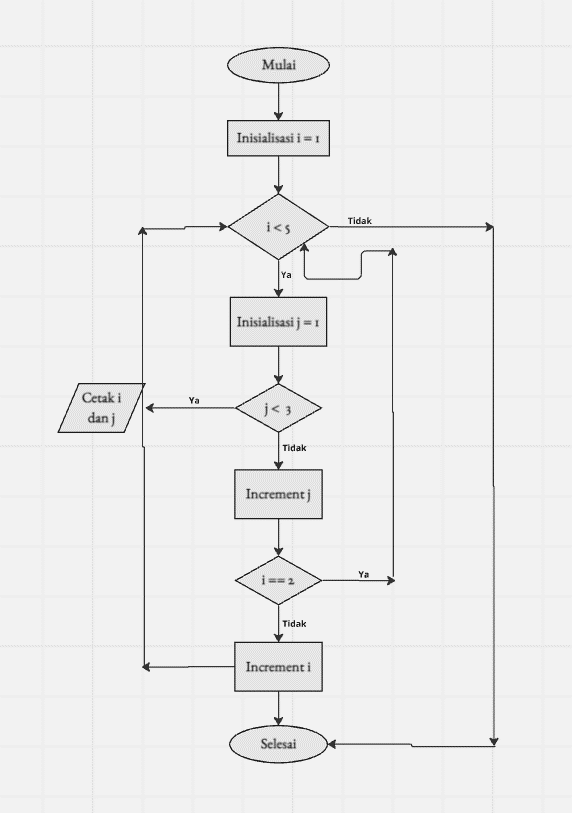 Mulai
Inisialisasi i = 1
i < 5
Tidak
Ya
Inisialisasi j = 1
j < 3
Ya
Cetak i
dan j
Tidak
Increment j
i == 2
Ya
Tidak
Increment i
Selesai